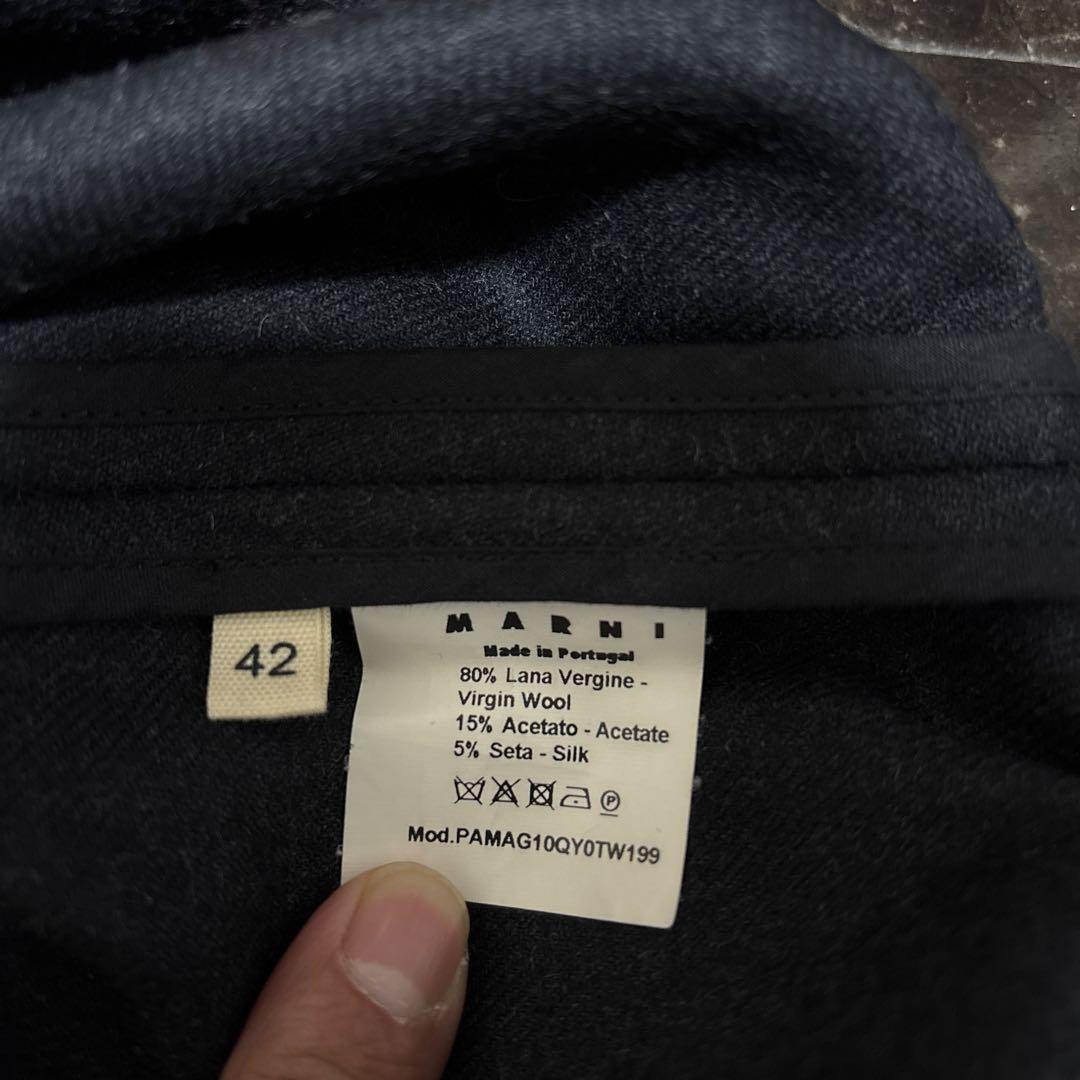 42
MARNI
Made in Portugal
80% Lana Vergine -
Virgin Wool
15% Acetato - Acetate
5% Seta - Silk
P
Mod.PAMAG10QY0TW199